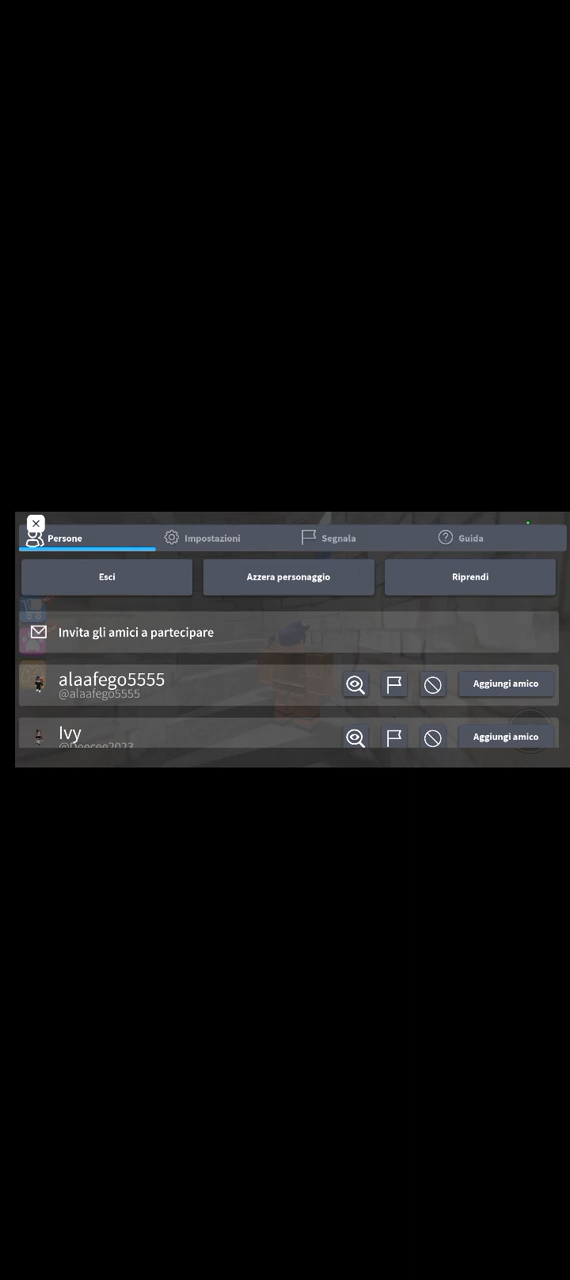 Persone
Impostazioni
Segnala
Guida
Esci
Azzera personaggio
Riprendi
Invita gli amici a partecipare
alaafego5555
@alaafego5555
Aggiungi amico
Ivy
@Deecee2023
Aggiungi amico